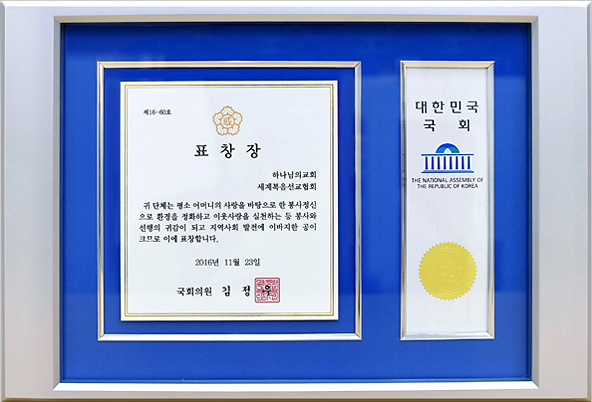 제16-60호
표창장
하나님의교회
세계복음선교협회
귀 단체는 평소 어머니의 사랑을 바탕으로 한 봉사정신
으로 환경을 정화하고 이웃사랑을 실천하는 등 봉사와
선행의 귀감이 되고 지역사회 발전에 이바지한 공이
크므로 이에 표창합니다.
2016년 11월 23일
국회의원 김 정 우
대한민국
국회
THE NATIONAL ASSEMBLY OF
THE REPUBLIC OF KOREA